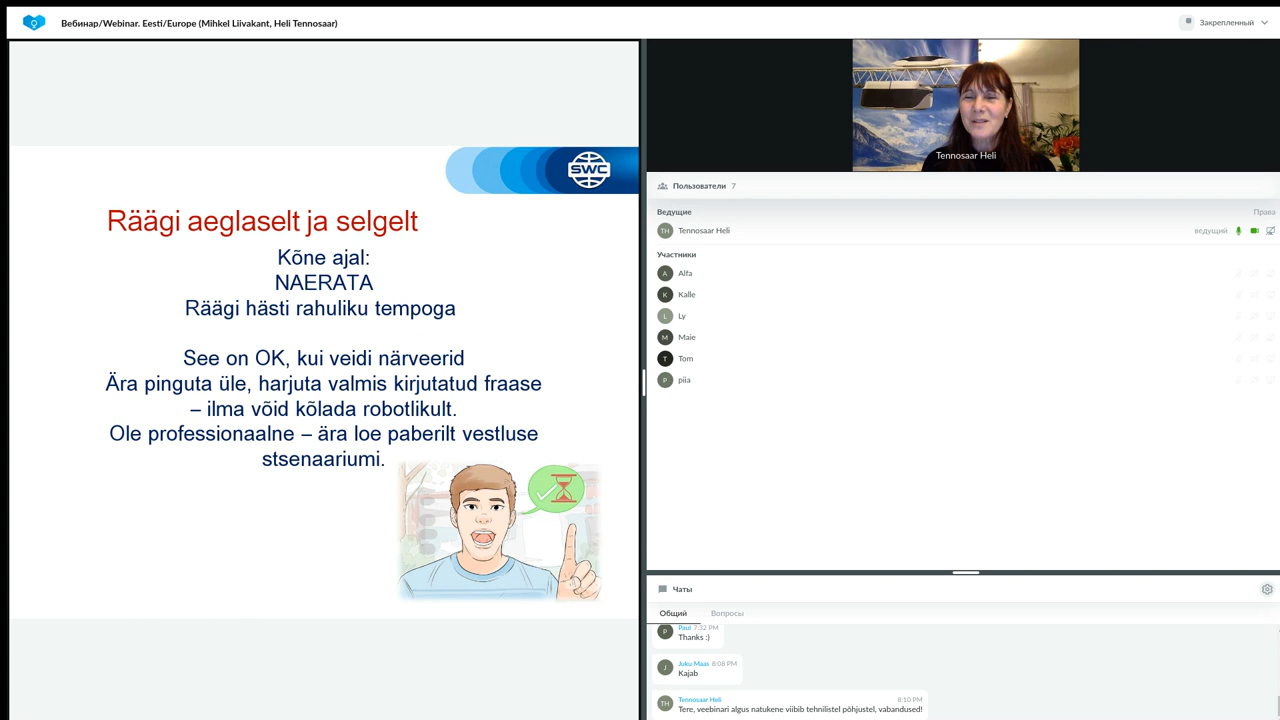 Вебинар/Webinar. Eesti/Europe (Mihkel Liivakant, Heli Tennosaar)
Закрепленный
SWC
Räägi aeglaselt ja selgelt
Kõne ajal:
NAERATA
Räägi hästi rahuliku tempoga
See on OK, kui veidi närveerid
Ära pinguta üle, harjuta valmis kirjutatud fraase
– ilma võid kõlada robotlikult.
Ole professionaalne – ära loe paberilt vestluse
stsenaariumi.
Tennosaar Heli
Пользователи 7
Ведущие Права
TH Tennosaar Heli ведущий
Участники
A Alfa
K Kalle
L Ly
M Maie
T Tom
P piia
Чаты
Общий Вопросы
Paul 7:32 PM
P Thanks :)
Juku Maas 8:08 PM
J Kajab
Tennosaar Heli 8:10 PM
TH Tere, veebinari algus natukene viibib tehnilistel põhjustel, vabandused!